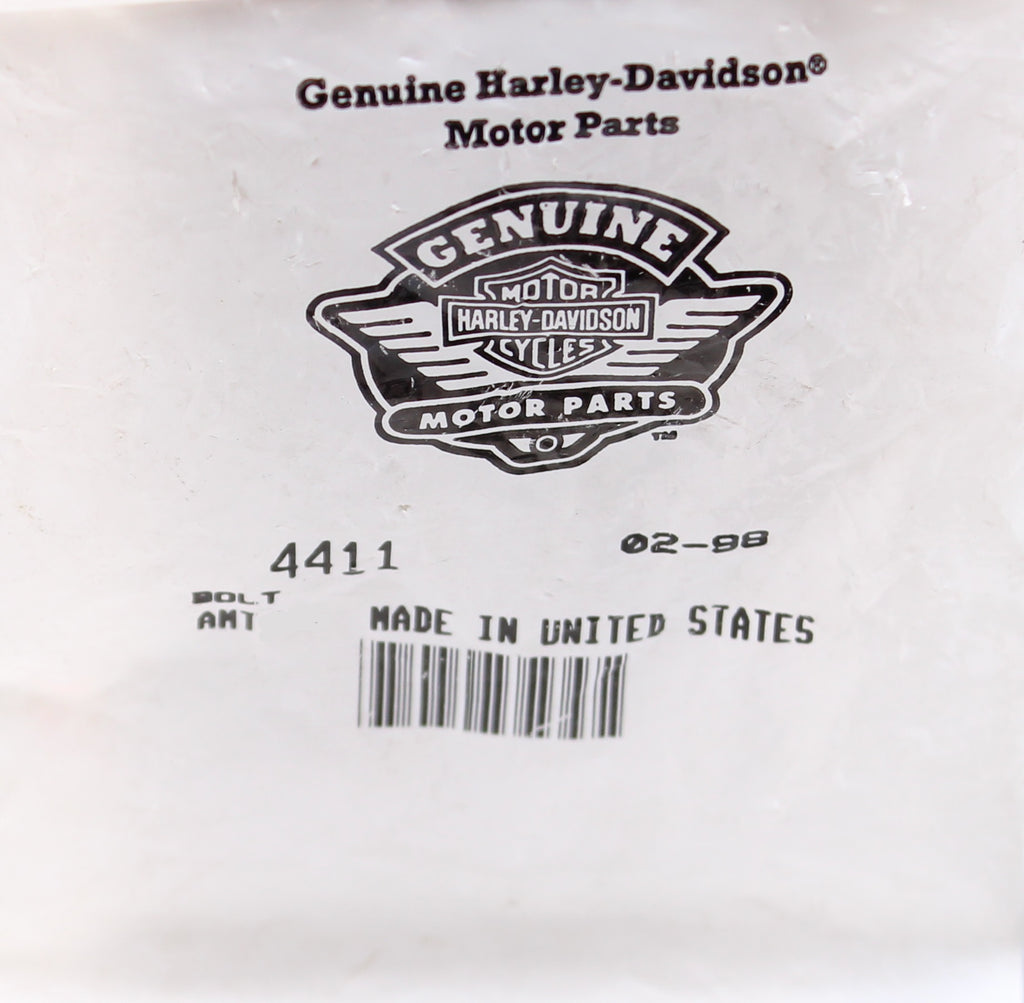 Genuine Harley-Davidson®
Motor Parts
GENUINE
MOTOR
HARLEY-DAVIDSON
CYCLES
MOTOR PARTS
TM
4411
02-98
BOLT
AMT
MADE IN UNITED STATES